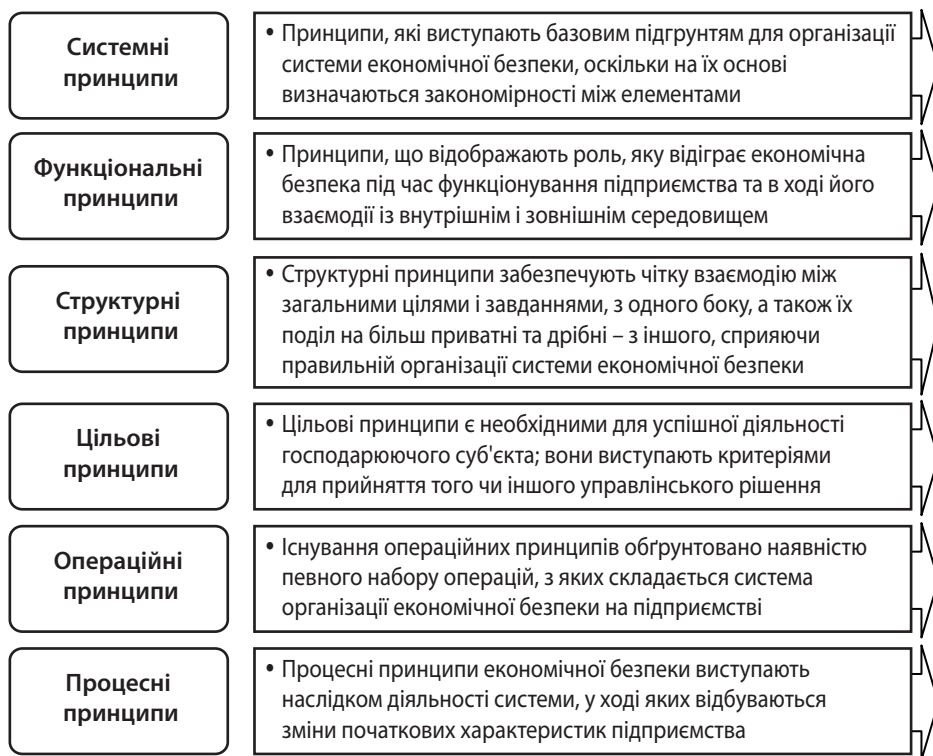 Системні
принципи
• Принципи, які виступають базовим підгрунтям для організації
системи економічної безпеки, оскільки на їх основі
визначаються закономірності між елементами
Функціональні
принципи
• Принципи, що відображають роль, яку відіграє економічна
безпека під час функціонування підприємства та в ході його
взаємодії із внутрішнім і зовнішнім середовищем
Структурні
принципи
• Структурні принципи забезпечують чітку взаємодію між
загальними цілями і завданнями, з одного боку, а також їх
поділ на більш приватні та дрібні – з іншого, сприяючи
правильній організації системи економічної безпеки
Цільові
принципи
• Цільові принципи є необхідними для успішної діяльності
господарюючого суб'єкта; вони виступають критеріями
для прийняття того чи іншого управлінського рішення
Операційні
принципи
• Існування операційних принципів обґрунтовано наявністю
певного набору операцій, з яких складається система
організації економічної безпеки на підприємстві
Процесні
принципи
• Процесні принципи економічної безпеки виступають
наслідком діяльності системи, у ході яких відбуваються
зміни початкових характеристик підприємства